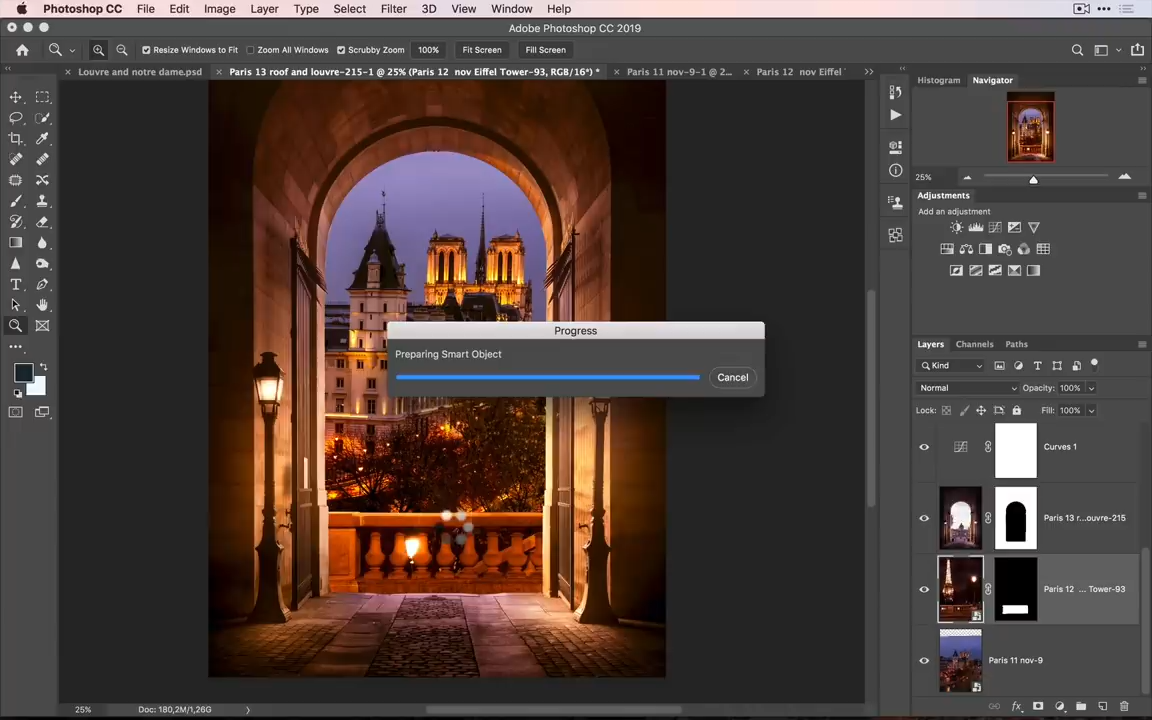 Photoshop CC File Edit Image Layer Type Select Filter 3D View Window Help
Adobe Photoshop CC 2019
Resize Windows to Fit Zoom All Windows Scrubby Zoom 100% Fit Screen Fill Screen
Louvre and notre dame.psd Paris 13 roof and louvre-215-1 @ 25% (Paris 12 nov Eiffel Tower-93, RGB/16*) * Paris 11 nov-9-1 @ 2... Paris 12 nov Eiffel
Histogram Navigator
25%
Adjustments
Add an adjustment
Progress
Preparing Smart Object
Cancel
Layers Channels Paths
Kind
Normal Opacity: 100%
Lock: Fill: 100%
Curves 1
Paris 13 r...ouvre-215
Paris 12 ... Tower-93
Paris 11 nov-9
25% Doc: 180,2M/1,26G